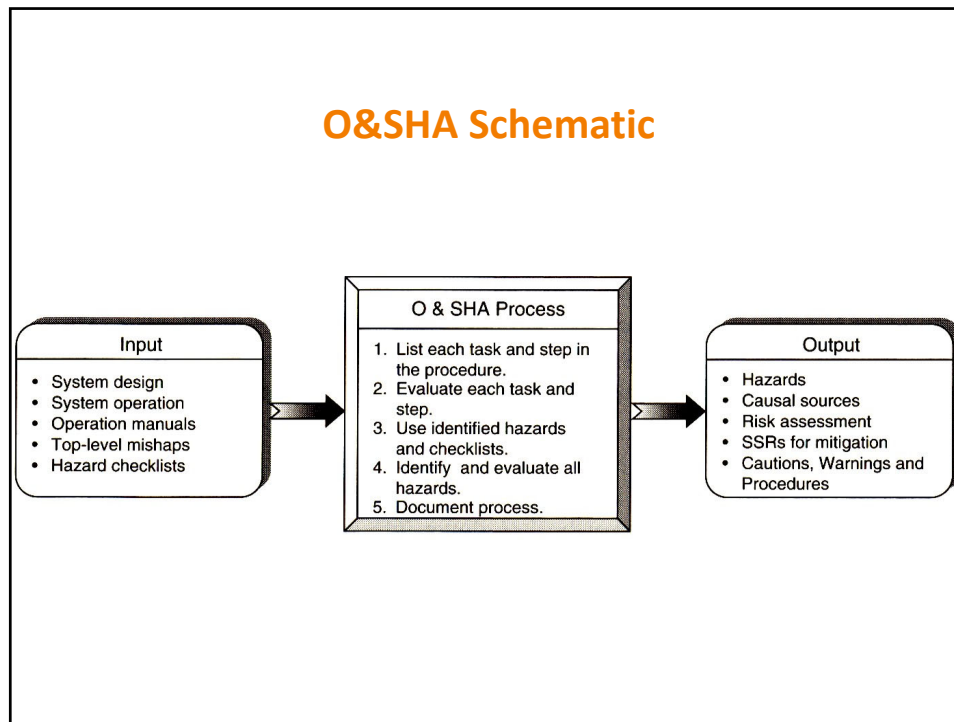 O&SHA Schematic
Input
• System design
• System operation
• Operation manuals
• Top-level mishaps
• Hazard checklists
O & SHA Process
1. List each task and step in
the procedure.
2. Evaluate each task and
step.
3. Use identified hazards
and checklists.
4. Identify and evaluate all
hazards.
5. Document process.
Output
• Hazards
• Causal sources
• Risk assessment
• SSRs for mitigation
• Cautions, Warnings and
Procedures